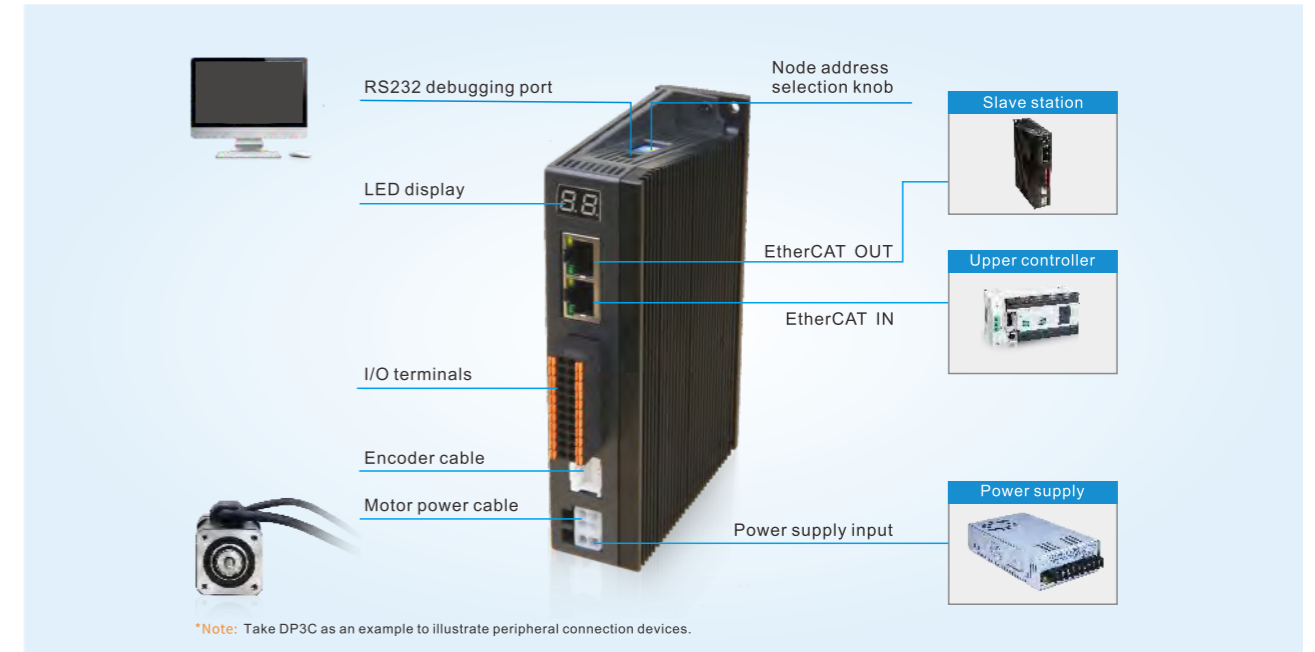 RS232 debugging port
Node address
selection knob
Slave station
LED display
8.8.
EtherCAT OUT
Upper controller
EtherCAT IN
I/O terminals
Encoder cable
Power supply
Motor power cable
Power supply input
*Note: Take DP3C as an example to illustrate peripheral connection devices.